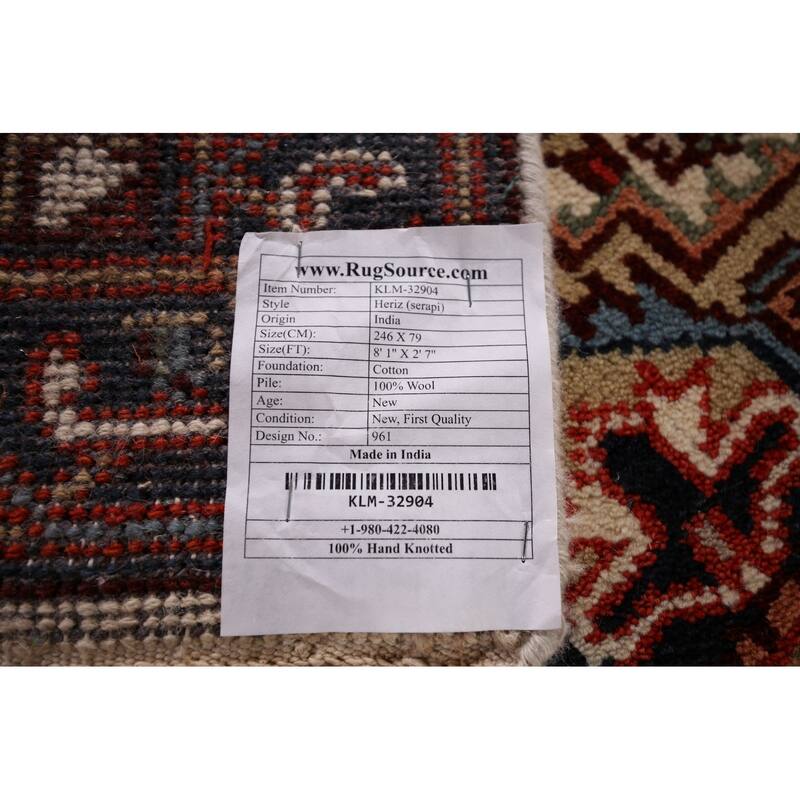 www.RugSource.com
Item Number: KLM-32904
Style Heriz (serapi)
Origin India
Size(CM): 246 X 79
Size(FT): 8' 1" X 2' 7"
Foundation: Cotton
Pile: 100% Wool
Age: New
Condition: New, First Quality
Design No.: 961
Made in India
KLM-32904
+1-980-422-4080
100% Hand Knotted